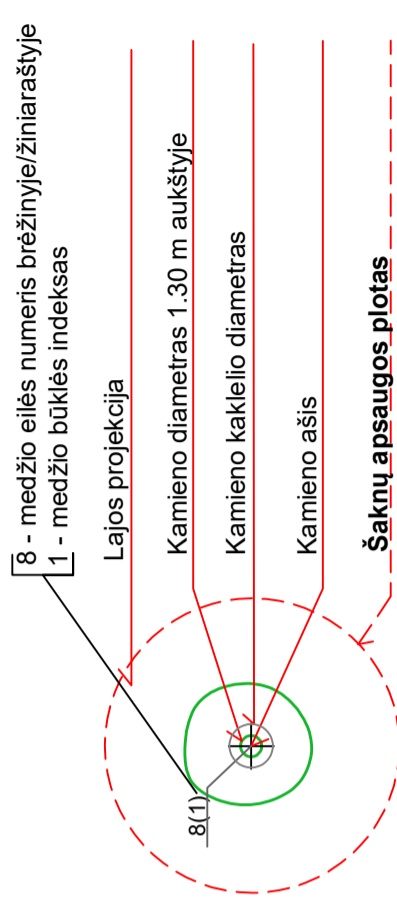 8 - medžio eilės numeris brėžinyje/žiniaraštyje
1 - medžio būklės indeksas
Lajos projekcija
Kamieno diametras 1.30 m aukštyje
Kamieno kaklelio diametras
Kamieno ašis
Šaknų apsaugos plotas
8(1)